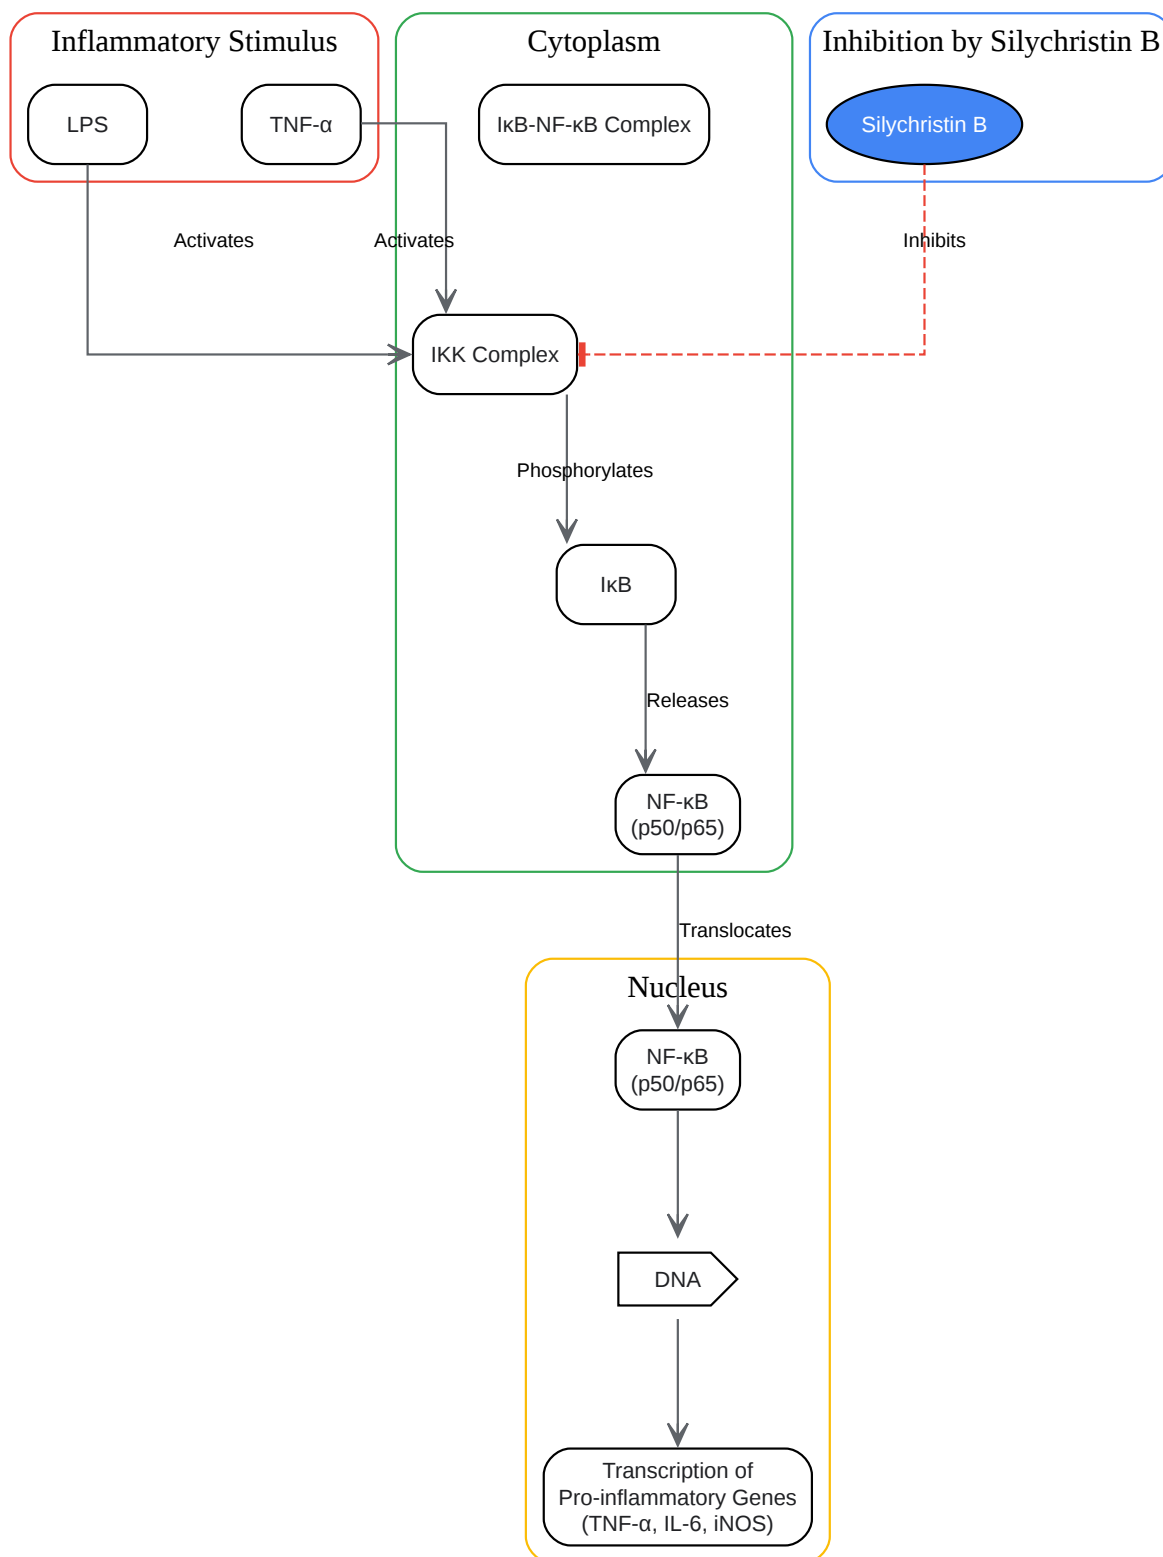 Inflammatory Stimulus
Cytoplasm
Inhibition by Silychristin B
LPS
TNF-α
IκB-NF-κB Complex
Silychristin B
Activates
Activates
Inhibits
IKK Complex
Phosphorylates
IκB
Releases
NF-κB
(p50/p65)
Translocates
Nucleus
NF-κB
(p50/p65)
DNA
Transcription of
Pro-inflammatory Genes
(TNF-α, IL-6, iNOS)